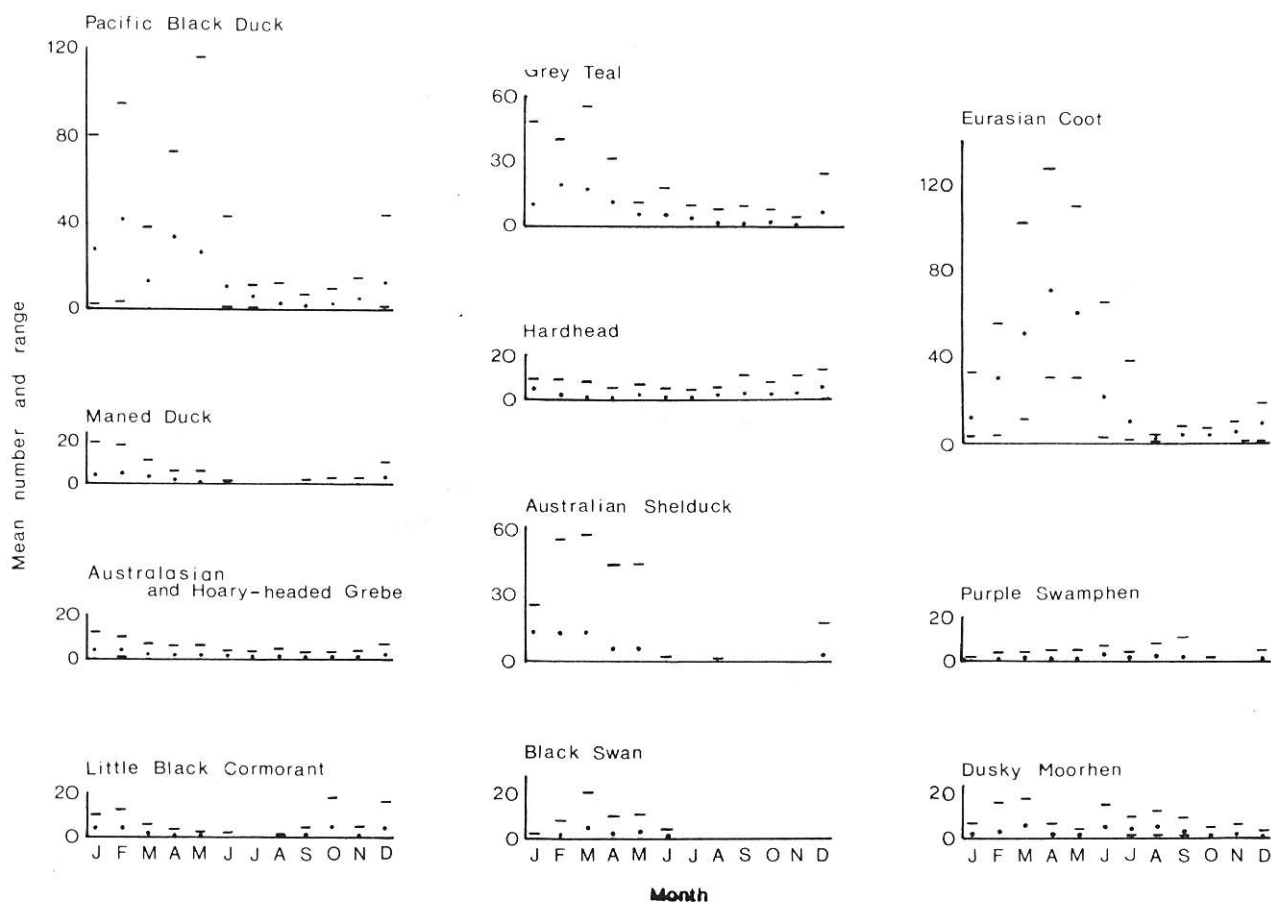 Pacific Black Duck
120
80
40
0
Maned Duck
20
0
Australasian
and Hoary-headed Grebe
20
0
Little Black Cormorant
20
0
J F M A M J J A S O N D
Grey Teal
60
30
0
Hardhead
20
0
Australian Shelduck
60
30
0
Black Swan
20
0
J F M A M J J A S O N D
Eurasian Coot
120
80
40
0
Purple Swamphen
20
0
Dusky Moorhen
20
0
J F M A M J J A S O N D
Mean number and range
Month